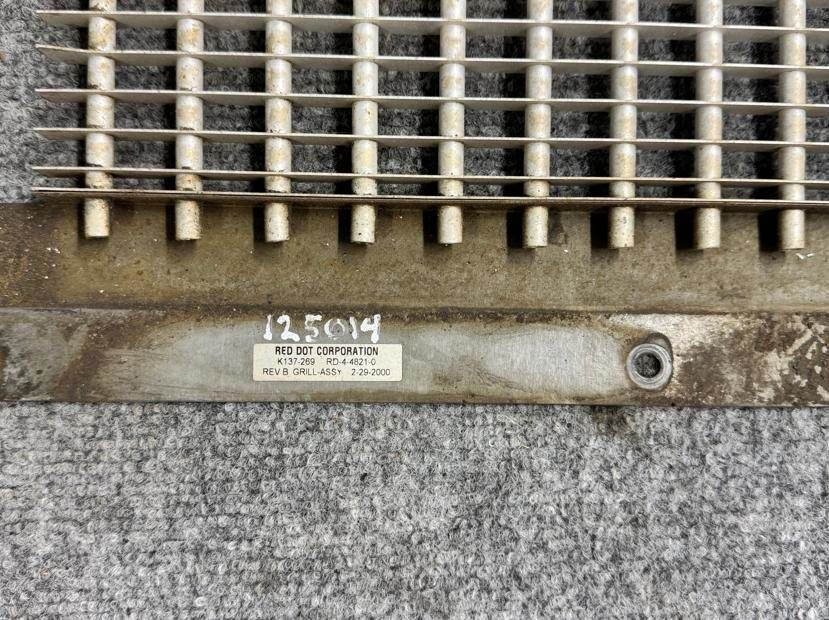 125014
RED DOT CORPORATION
K137-269 RD-4-4821-0
REV B GRILL-ASSY 2-29-2000